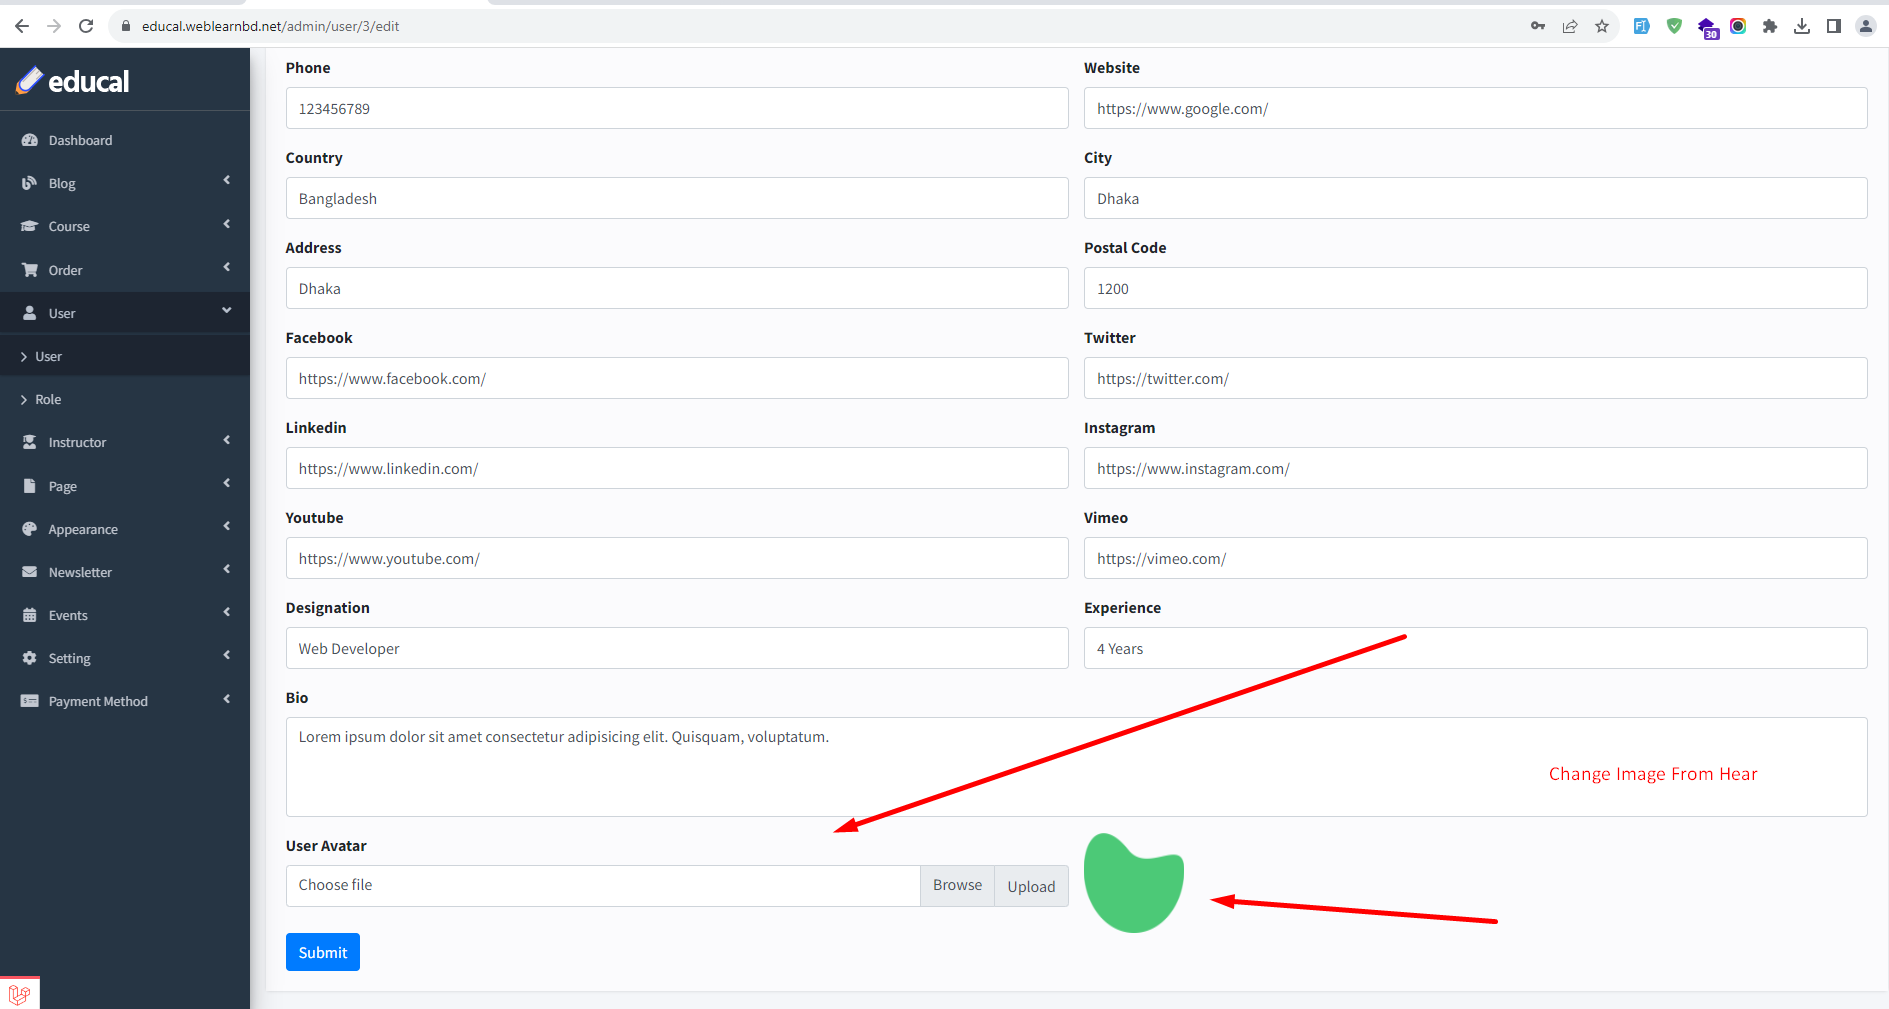 educal.weblearnbd.net/admin/user/3/edit
30
educal
Dashboard
Blog
Course
Order
User
User
Role
Instructor
Page
Appearance
Newsletter
Events
Setting
Payment Method
Phone
Website
123456789
https://www.google.com/
Country
City
Bangladesh
Dhaka
Address
Postal Code
Dhaka
1200
Facebook
Twitter
https://www.facebook.com/
https://twitter.com/
Linkedin
Instagram
https://www.linkedin.com/
https://www.instagram.com/
Youtube
Vimeo
https://www.youtube.com/
https://vimeo.com/
Designation
Experience
Web Developer
4 Years
Bio
Lorem ipsum dolor sit amet consectetur adipisicing elit. Quisquam, voluptatum.
Change Image From Hear
User Avatar
Choose file
Browse
Upload
Submit